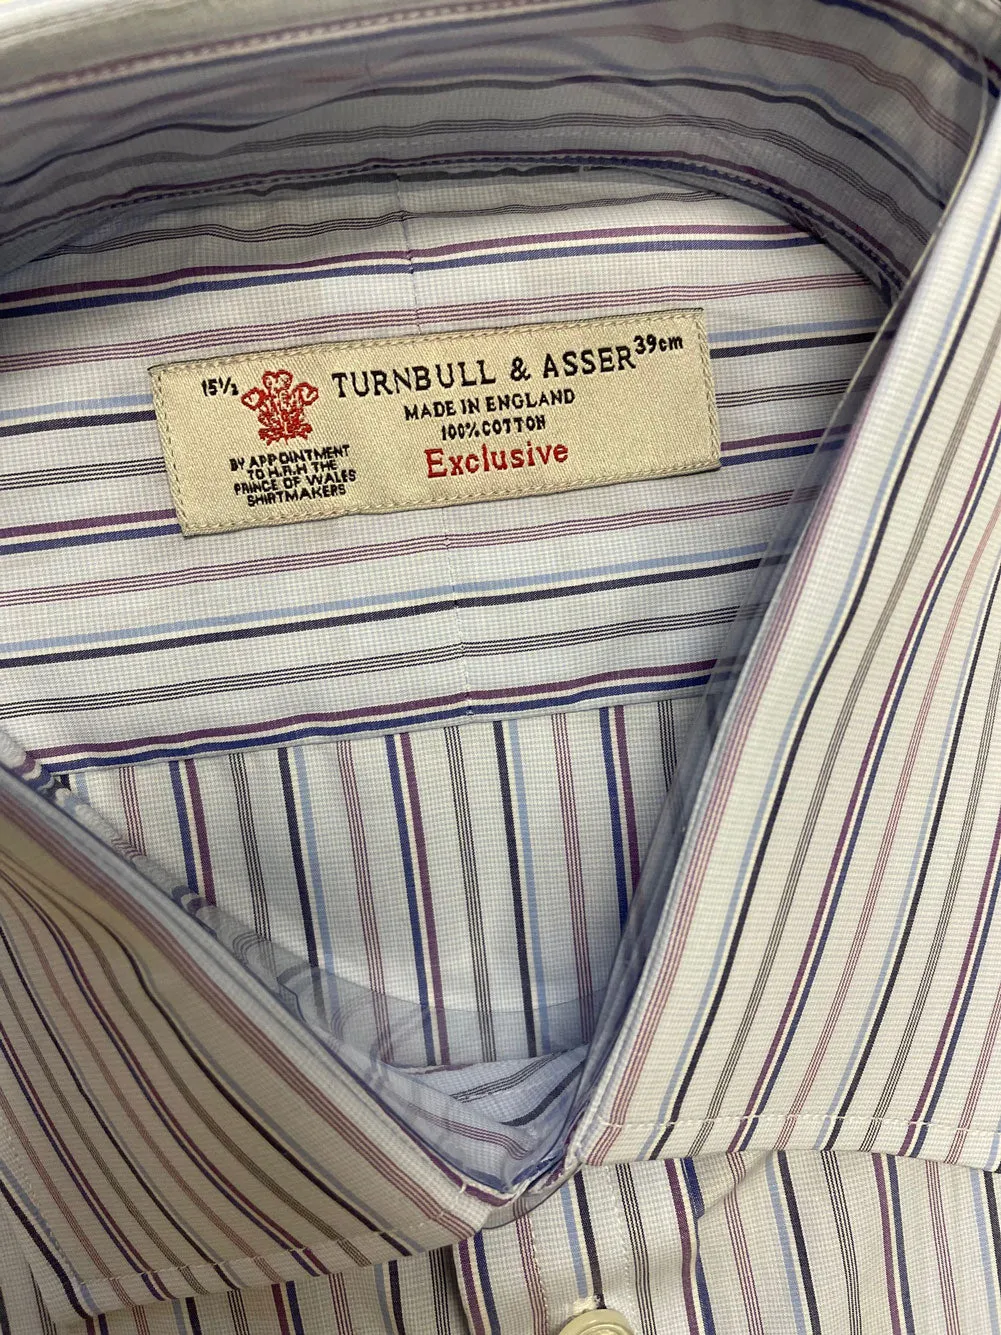 15½
TURNBULL & ASSER 39cm
MADE IN ENGLAND
100% COTTON
Exclusive
BY APPOINTMENT
TO H.R.H THE
PRINCE OF WALES
SHIRTMAKERS